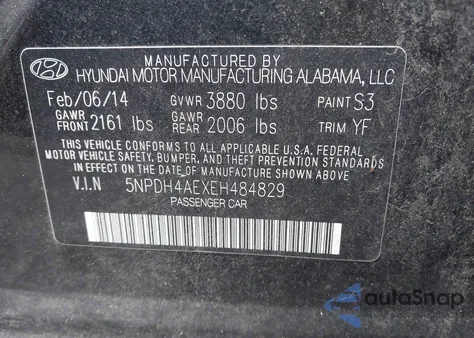 MANUFACTURED BY
HYUNDAI MOTOR MANUFACTURING ALABAMA, LLC
Feb/06/14 GVWR 3880 lbs PAINT S3
GAWR FRONT 2161 lbs GAWR REAR 2006 lbs TRIM YF
THIS VEHICLE CONFORMS TO ALL APPLICABLE U.S.A. FEDERAL
MOTOR VEHICLE SAFETY, BUMPER, AND THEFT PREVENTION STANDARDS
IN EFFECT ON THE DATE OF MANUFACTURE SHOWN ABOVE.
V.I.N 5NPDH4AEXEH484829
PASSENGER CAR
autoSnap